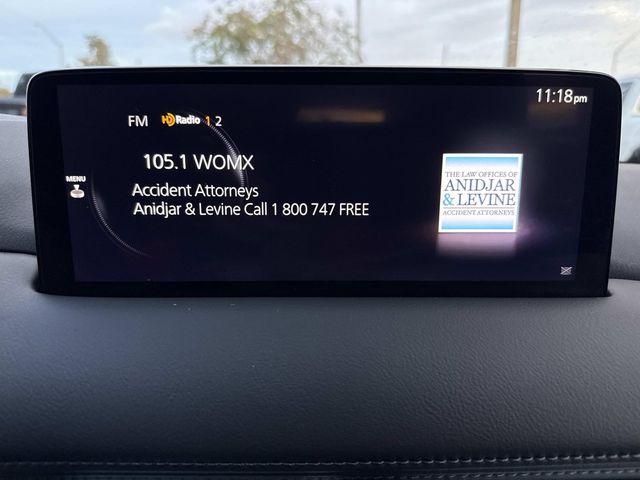 11:18pm
FM HD Radio 1 2
105.1 WOMX
MENU
Accident Attorneys
Anidjar & Levine Call 1 800 747 FREE
THE LAW OFFICES OF
ANIDJAR
& LEVINE
ACCIDENT ATTORNEYS